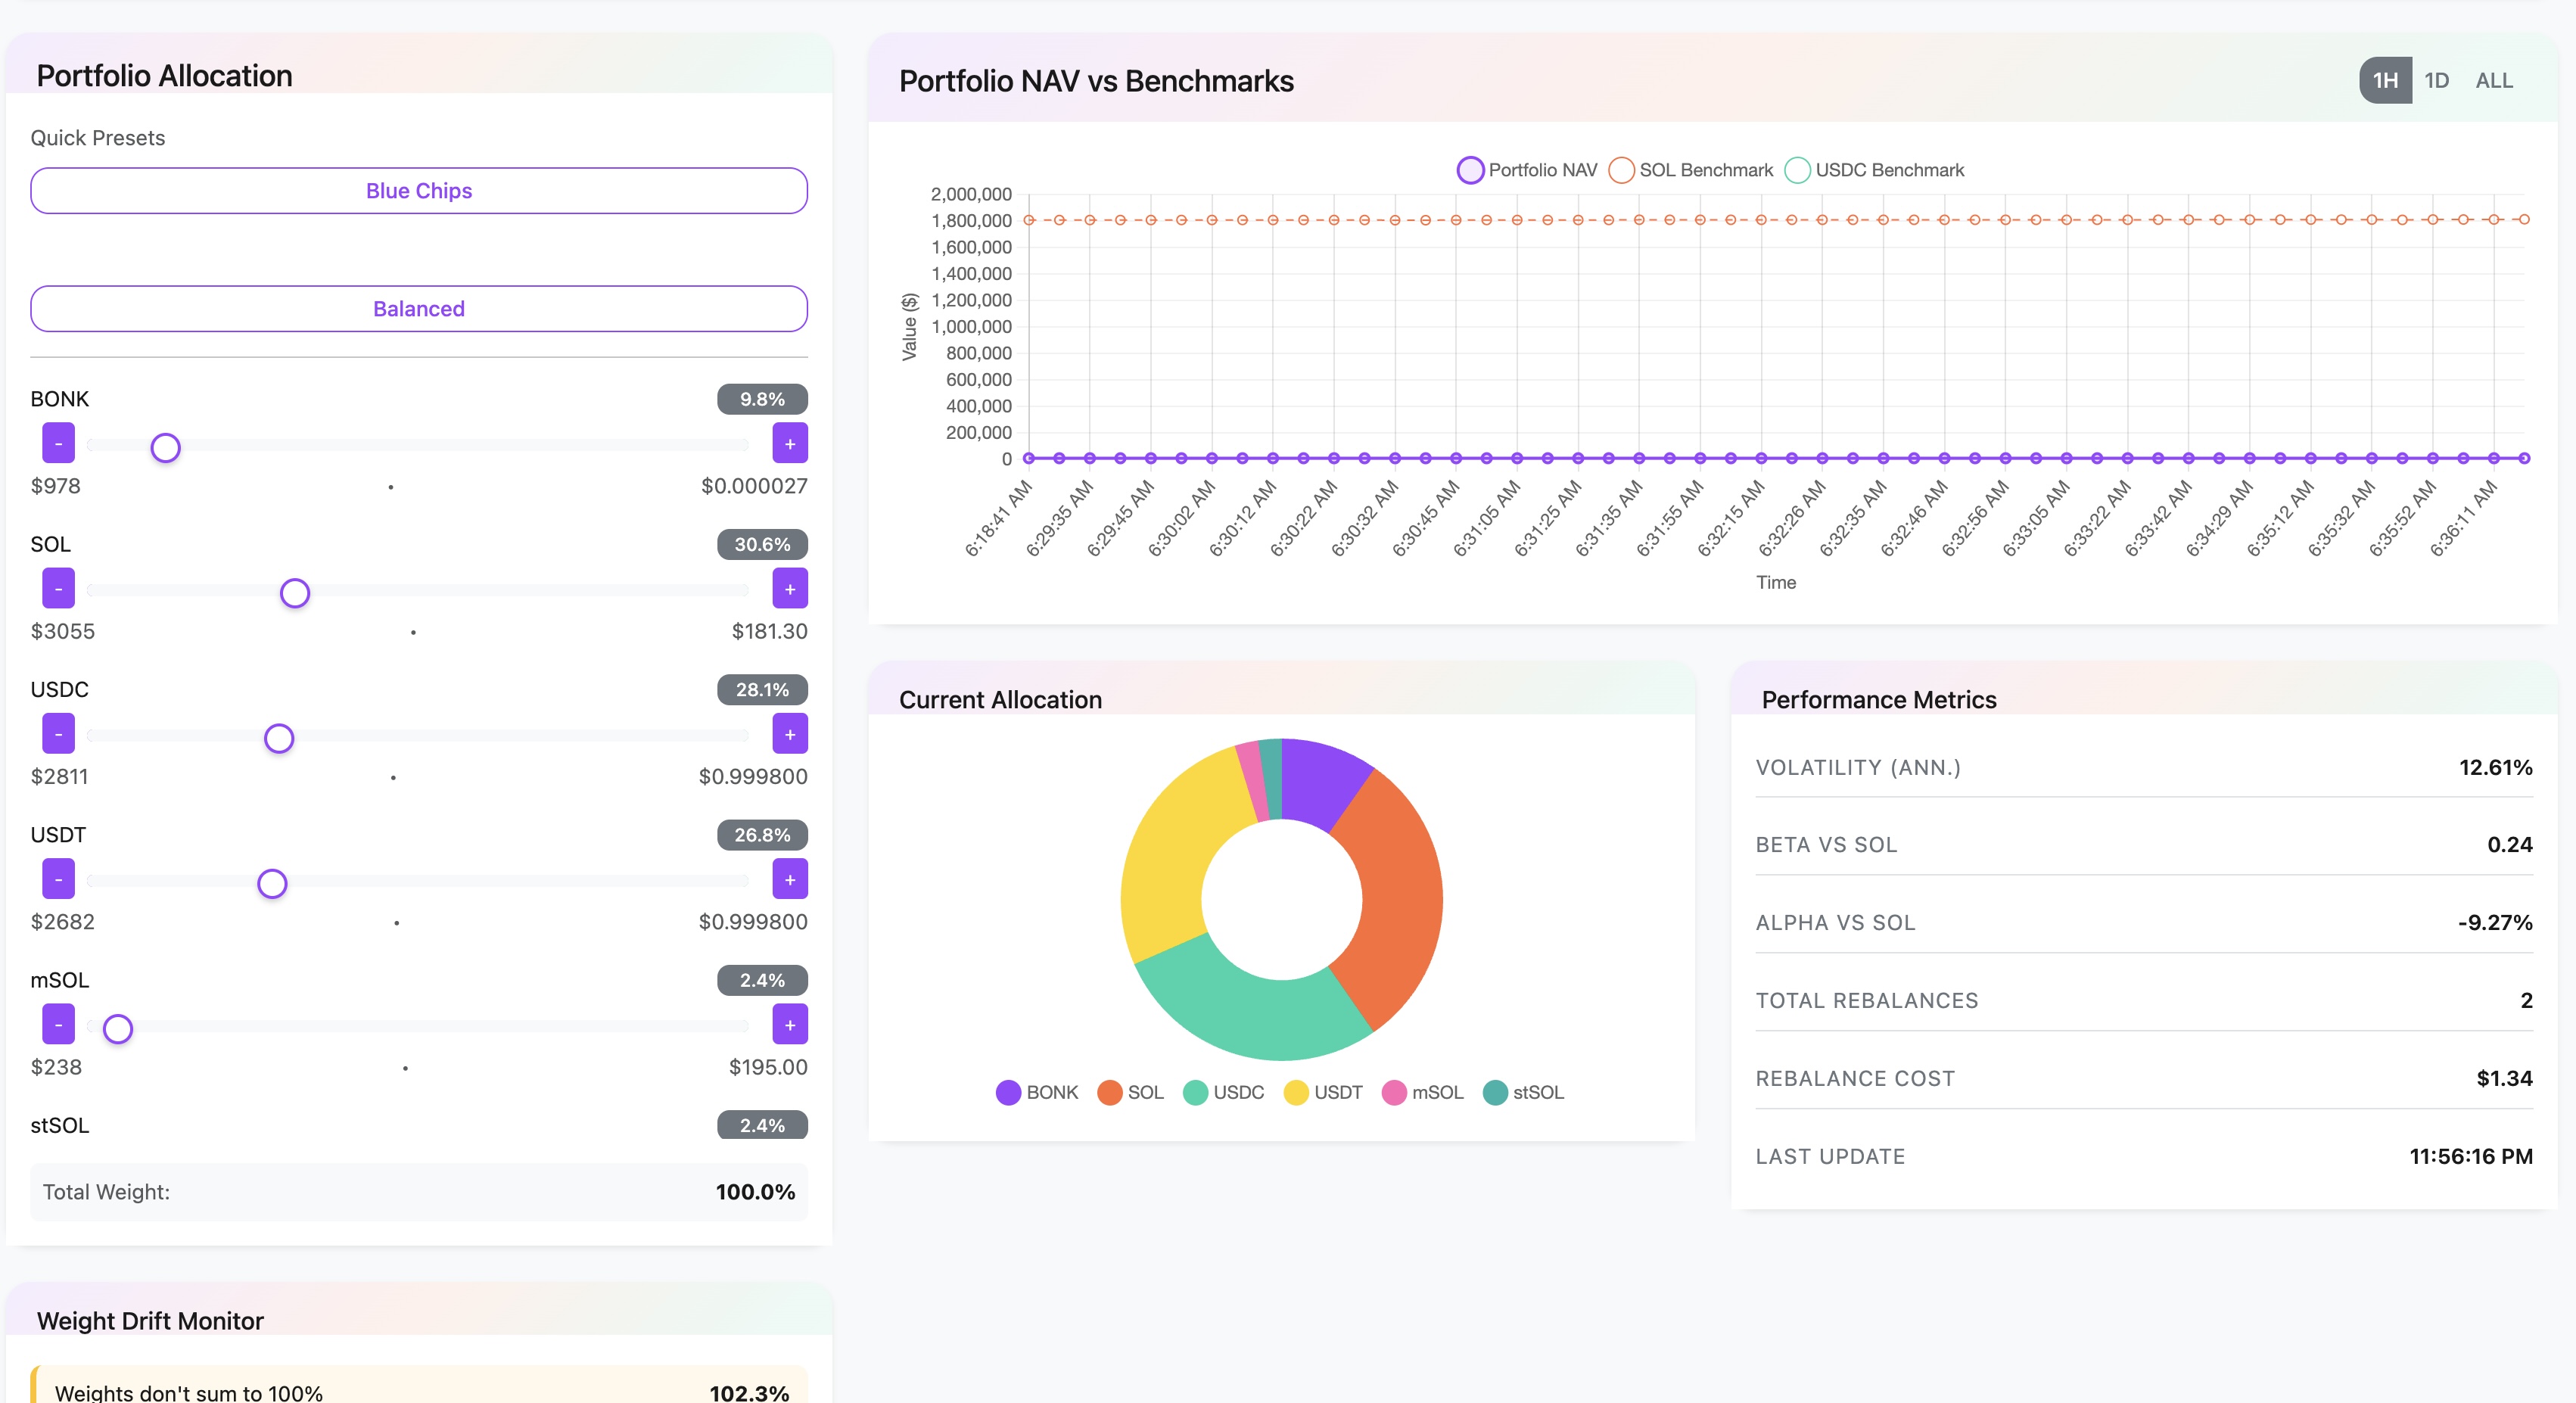 Portfolio Allocation
Quick Presets
Blue Chips
Balanced
BONK 9.8%
- +
$978 · $0.000027
SOL 30.6%
- +
$3055 · $181.30
USDC 28.1%
- +
$2811 · $0.999800
USDT 26.8%
- +
$2682 · $0.999800
mSOL 2.4%
- +
$238 · $195.00
stSOL 2.4%
Total Weight: 100.0%
Weight Drift Monitor
Weights don't sum to 100% 102.3%
Portfolio NAV vs Benchmarks
1H 1D ALL
Portfolio NAV SOL Benchmark USDC Benchmark
Value ($)
2,000,000
1,800,000
1,600,000
1,400,000
1,200,000
1,000,000
800,000
600,000
400,000
200,000
0
6:18:41 AM
6:29:35 AM
6:29:45 AM
6:30:02 AM
6:30:12 AM
6:30:22 AM
6:30:32 AM
6:30:45 AM
6:31:05 AM
6:31:25 AM
6:31:35 AM
6:31:55 AM
6:32:15 AM
6:32:26 AM
6:32:35 AM
6:32:46 AM
6:32:56 AM
6:33:05 AM
6:33:22 AM
6:33:42 AM
6:34:29 AM
6:35:12 AM
6:35:32 AM
6:35:52 AM
6:36:11 AM
Time
Current Allocation
BONK SOL USDC USDT mSOL stSOL
Performance Metrics
VOLATILITY (ANN.) 12.61%
BETA VS SOL 0.24
ALPHA VS SOL -9.27%
TOTAL REBALANCES 2
REBALANCE COST $1.34
LAST UPDATE 11:56:16 PM